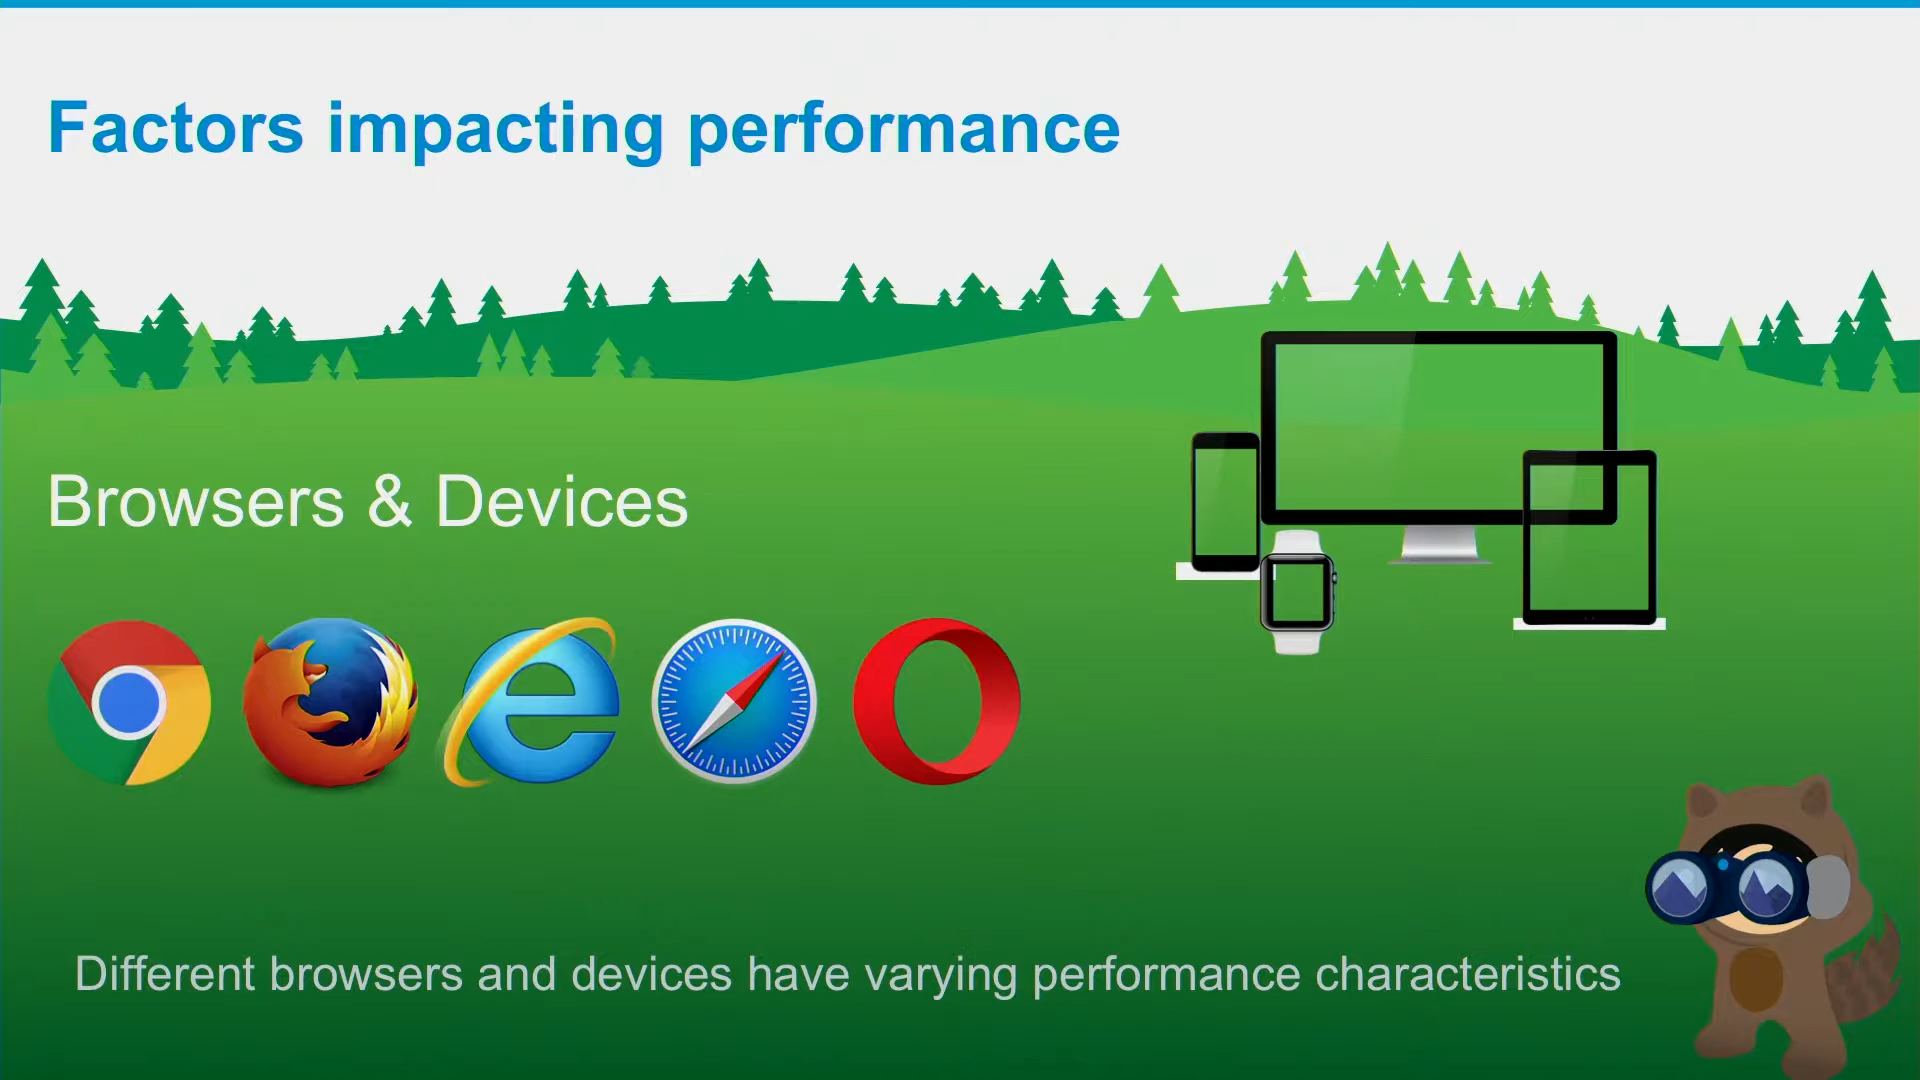 Factors impacting performance
Browsers & Devices
Different browsers and devices have varying performance characteristics